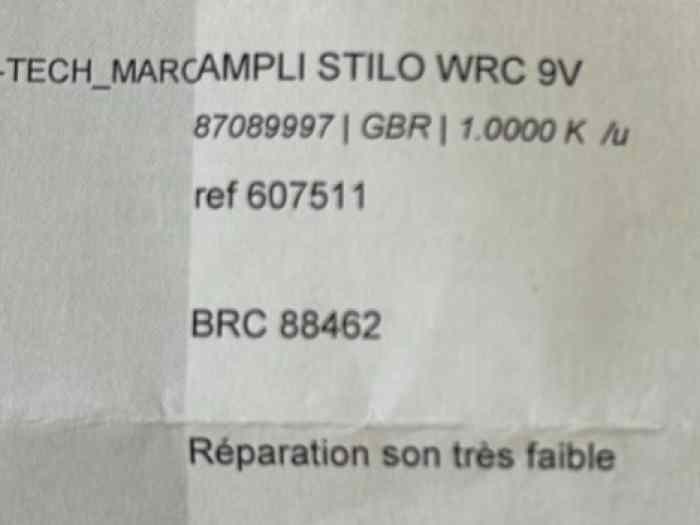 -TECH_MARCAMPLI STILO WRC 9V
87089997 | GBR | 1.0000 K /u
ref 607511
BRC 88462
Réparation son très faible